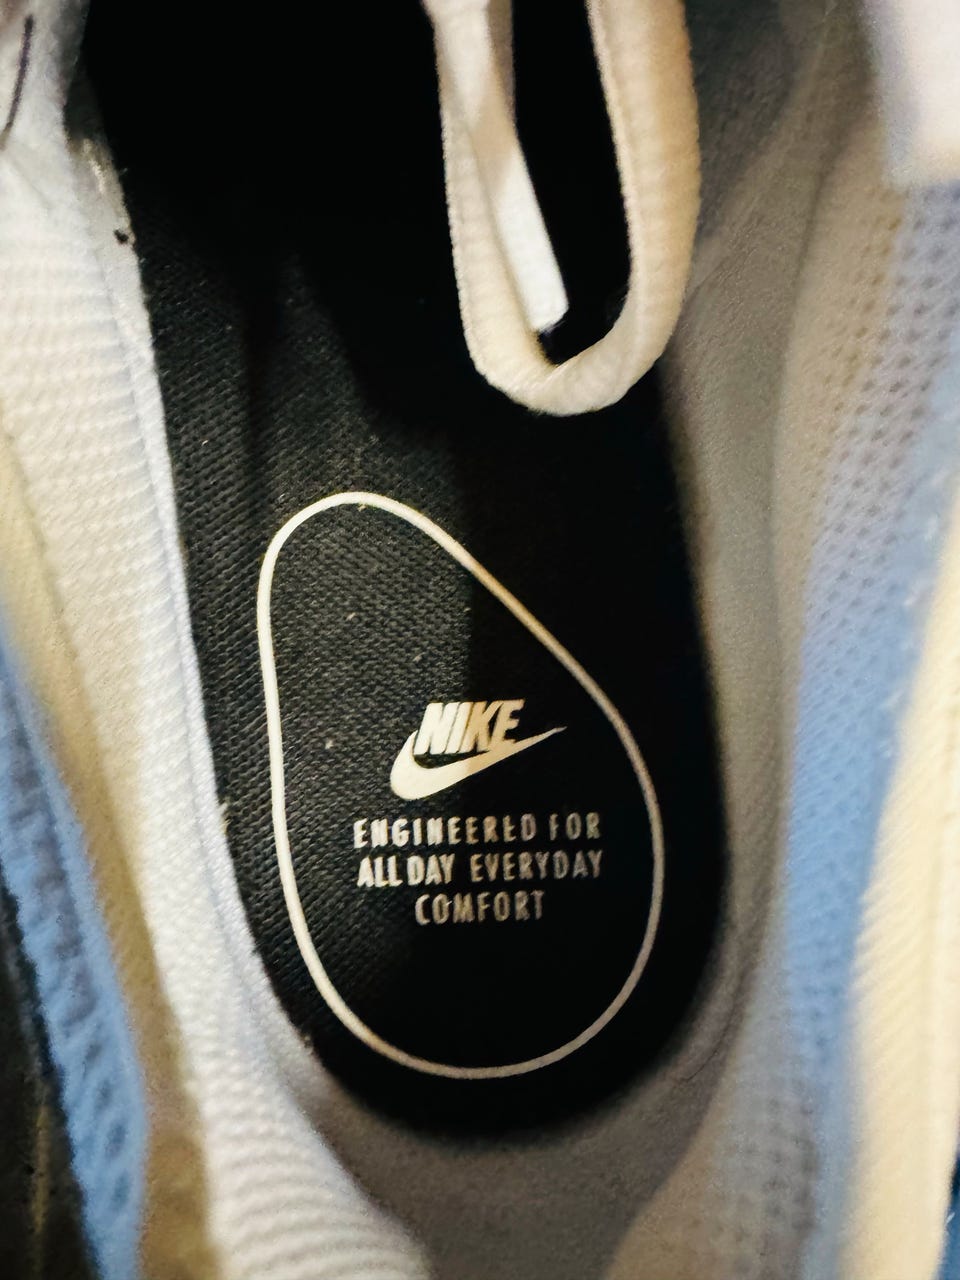 NIKE
ENGINEERED FOR
ALL DAY EVERYDAY
COMFORT